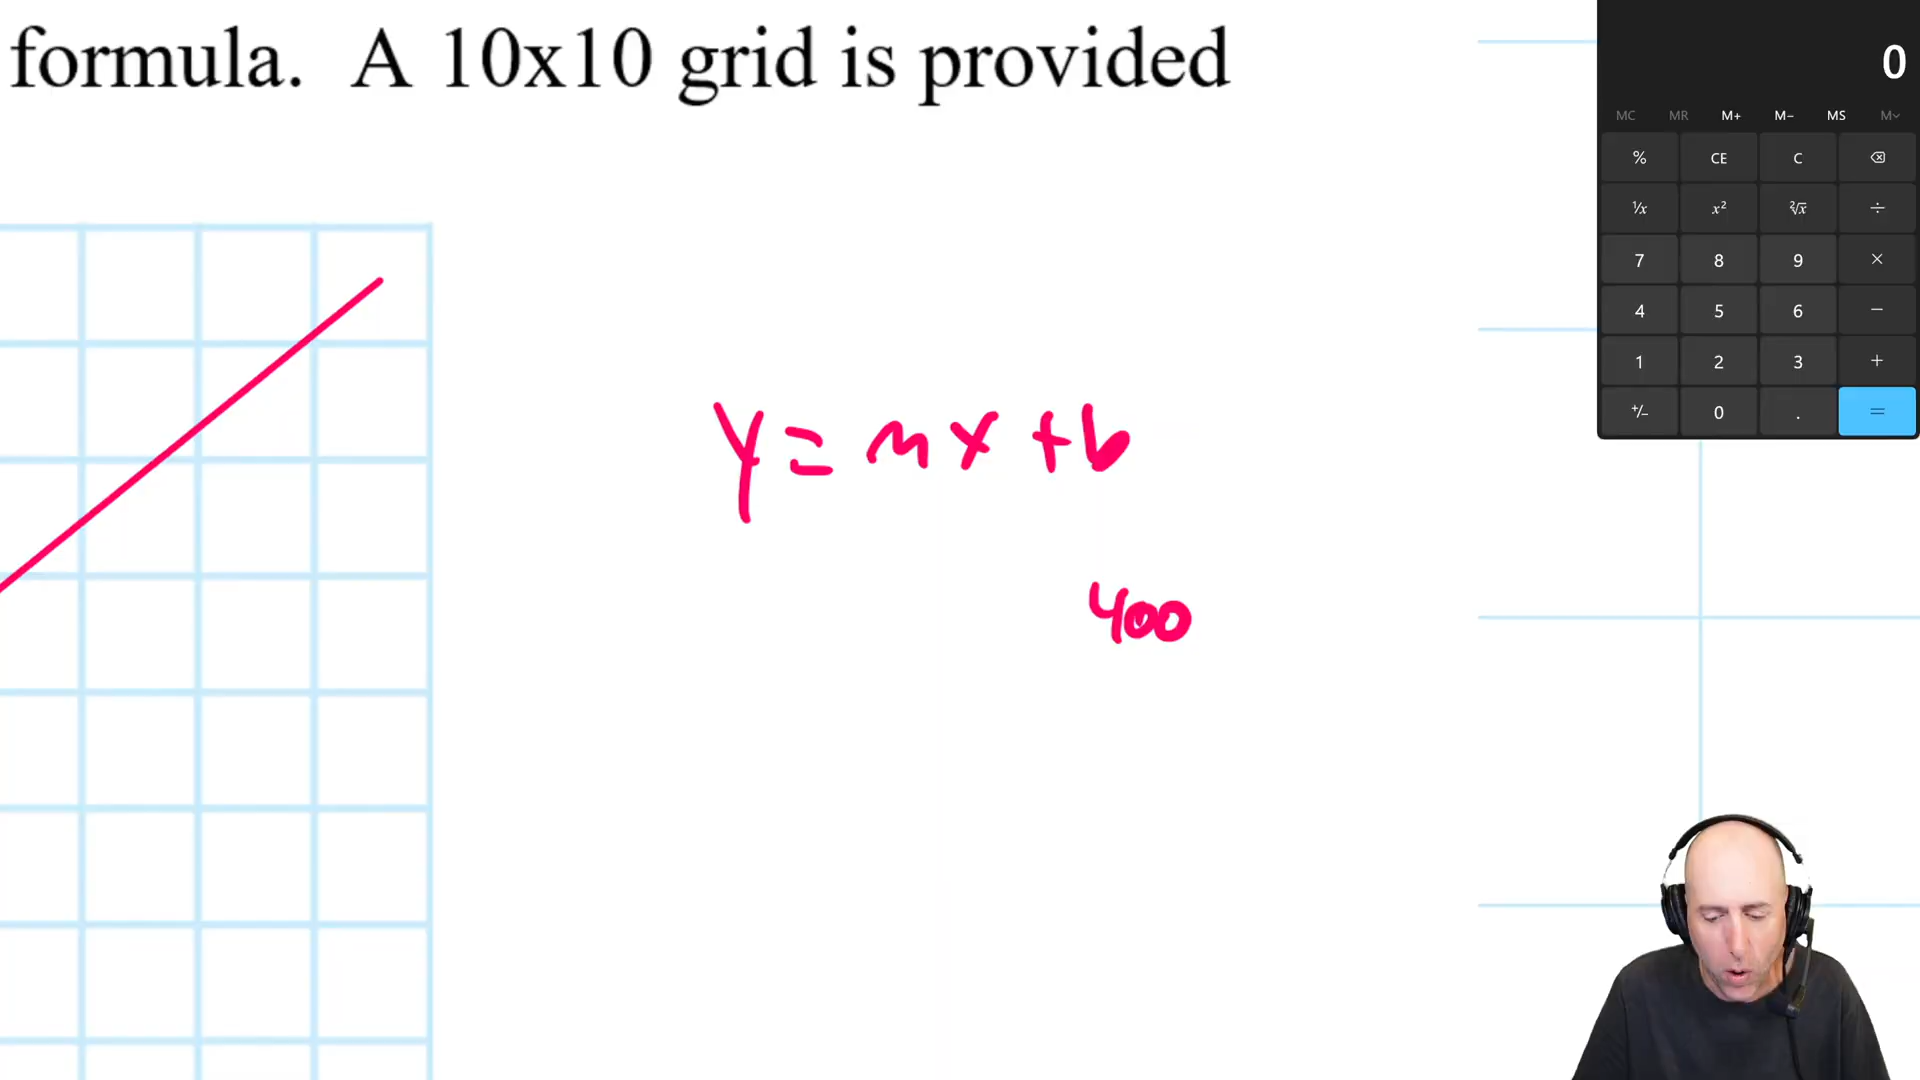 formula. A 10x10 grid is provided
0
MC MR M+ M− MS M˅
% CE C ⌫
¹/x x² ²√x ÷
7 8 9 ×
4 5 6 −
1 2 3 +
+/− 0 . =
y = mx + b
400